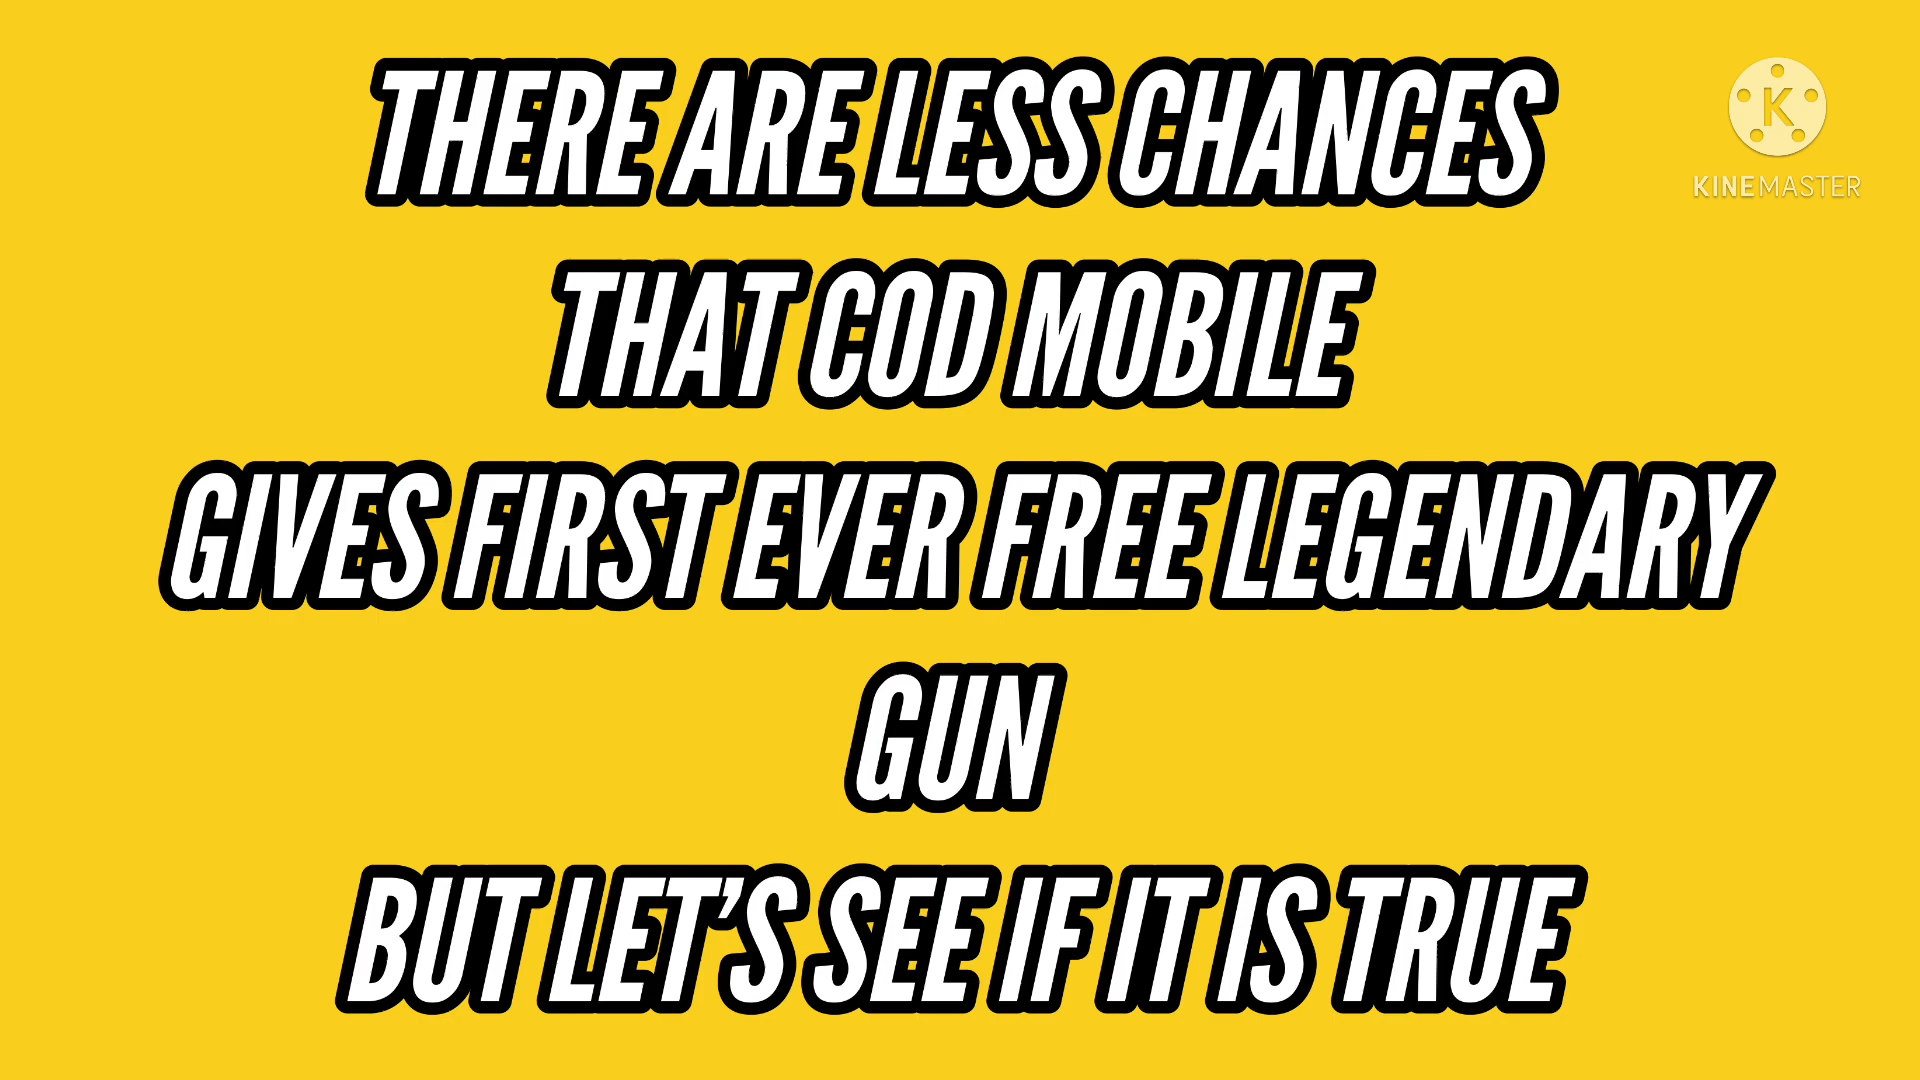 THERE ARE LESS CHANCES
K
KINEMASTER
THAT COD MOBILE
GIVES FIRST EVER FREE LEGENDARY
GUN
BUT LET'S SEE IF IT IS TRUE